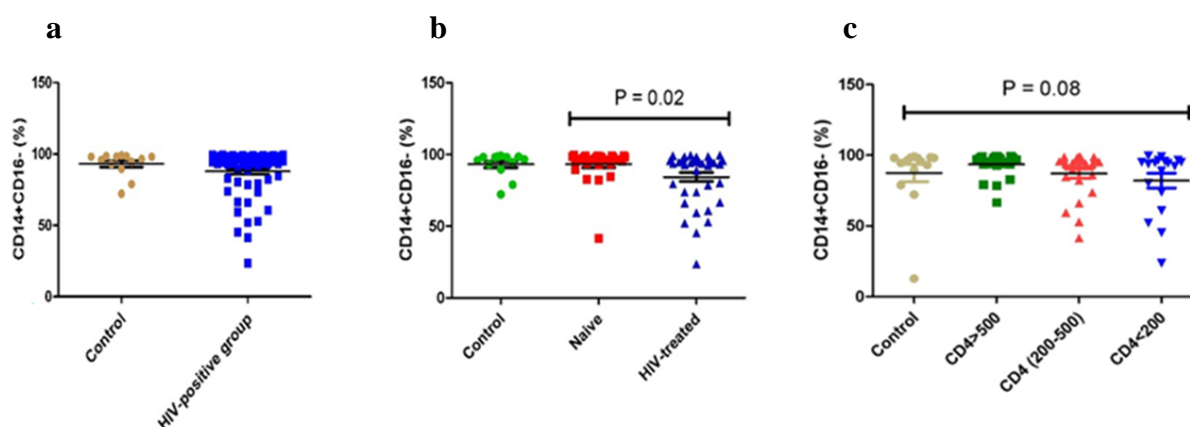 a
b
c
CD14+CD16- (%)
150
100
50
0
Control
HIV-positive group
CD14+CD16- (%)
150
100
50
0
P = 0.02
Control
Naive
HIV-treated
CD14+CD16- (%)
150
100
50
0
P = 0.08
Control
CD4>500
CD4 (200-500)
CD4<200